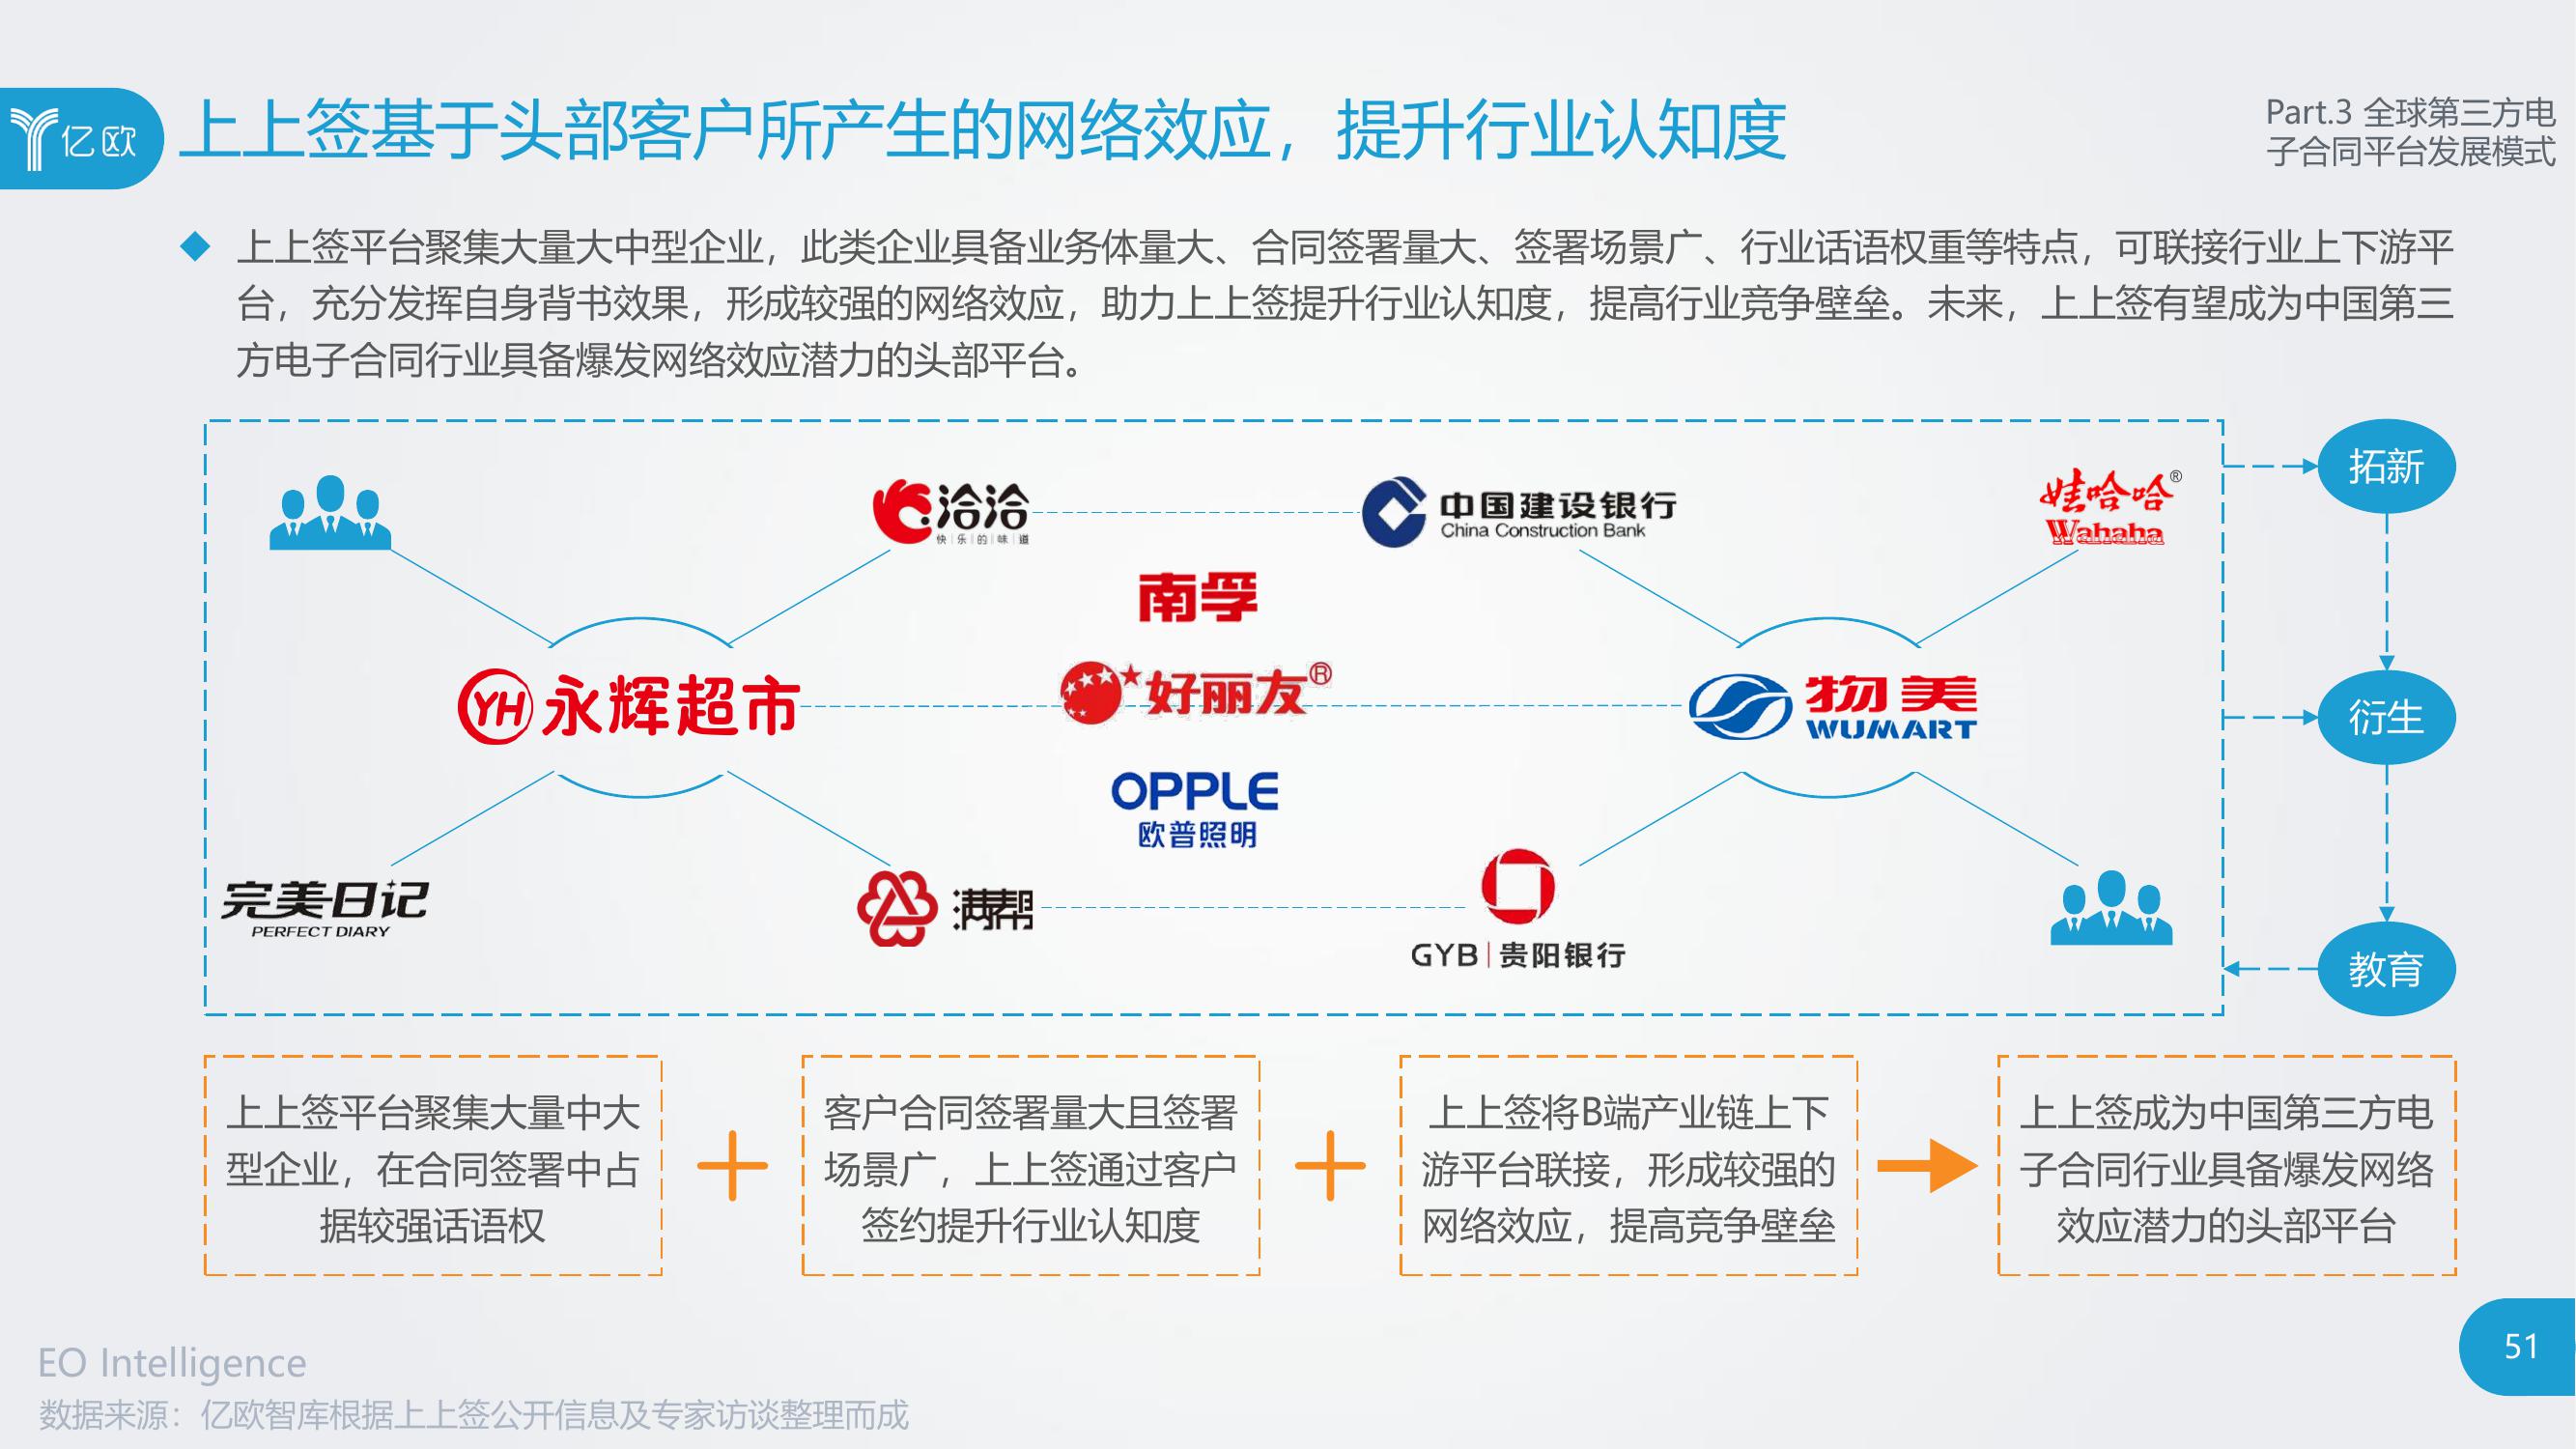 亿欧
上上签基于头部客户所产生的网络效应，提升行业认知度
Part.3 全球第三方电
子合同平台发展模式
上上签平台聚集大量大中型企业，此类企业具备业务体量大、合同签署量大、签署场景广、行业话语权重等特点，可联接行业上下游平
台，充分发挥自身背书效果，形成较强的网络效应，助力上上签提升行业认知度，提高行业竞争壁垒。未来，上上签有望成为中国第三
方电子合同行业具备爆发网络效应潜力的头部平台。
洽洽
快乐的味道
中国建设银行
China Construction Bank
娃哈哈®
Wahaha
拓新
南孚
YH 永辉超市
好丽友®
物美
WUMART
衍生
OPPLE
欧普照明
完美日记
PERFECT DIARY
满帮
GYB | 贵阳银行
教育
上上签平台聚集大量中大
型企业，在合同签署中占
据较强话语权
客户合同签署量大且签署
场景广，上上签通过客户
签约提升行业认知度
上上签将B端产业链上下
游平台联接，形成较强的
网络效应，提高竞争壁垒
上上签成为中国第三方电
子合同行业具备爆发网络
效应潜力的头部平台
51
EO Intelligence
数据来源：亿欧智库根据上上签公开信息及专家访谈整理而成